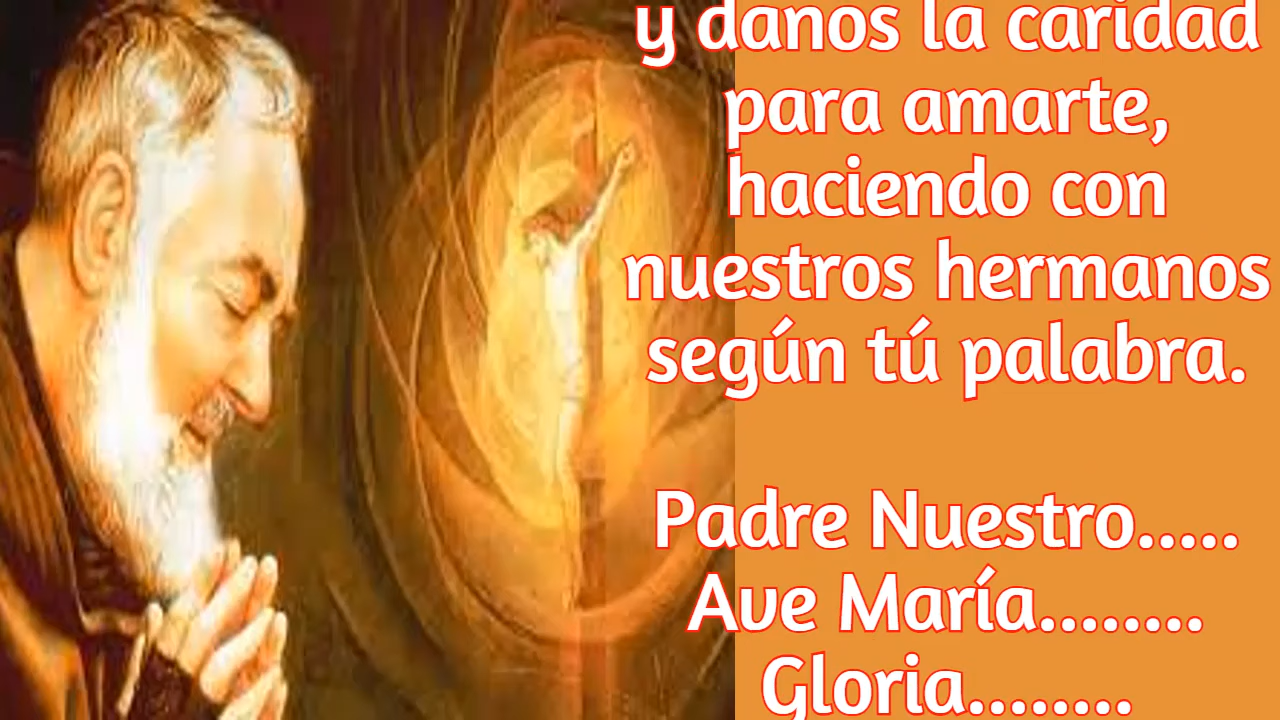 y danos la caridad
para amarte,
haciendo con
nuestros hermanos
según tú palabra.
Padre Nuestro.....
Ave María........
Gloria........